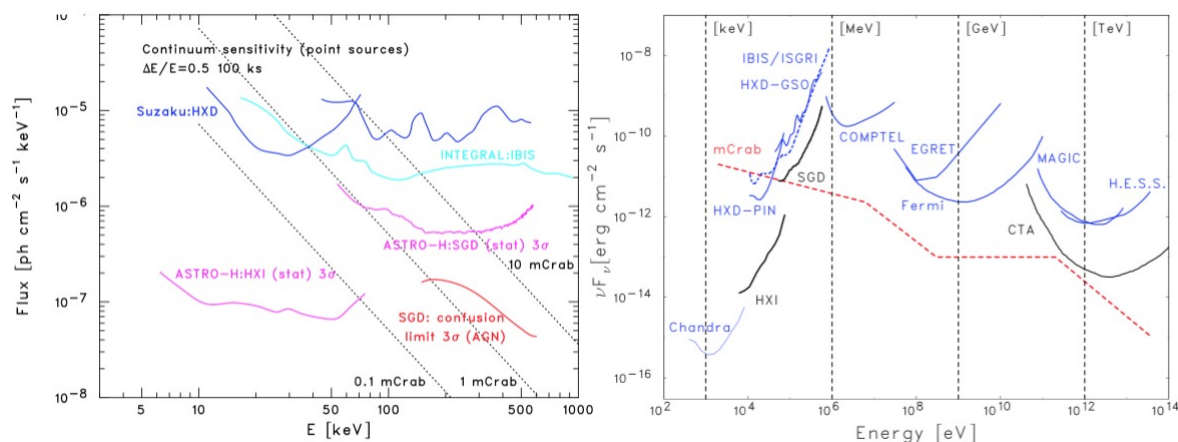 Continuum sensitivity (point sources)
ΔE/E=0.5 100 ks
Suzaku:HXD
INTEGRAL:IBIS
ASTRO-H:SGD (stat) 3σ
ASTRO-H:HXI (stat) 3σ
10 mCrab
SGD: confusion
limit 3σ (AGN)
0.1 mCrab
1 mCrab
Flux [ph cm⁻² s⁻¹ keV⁻¹]
10⁻⁴
10⁻⁵
10⁻⁶
10⁻⁷
10⁻⁸
5 10 50 100 500 1000
E [keV]
[keV] [MeV] [GeV] [TeV]
IBIS/ISGRI
HXD-GSO
COMPTEL
mCrab
EGRET
MAGIC
SGD
H.E.S.S.
HXD-PIN
Fermi
CTA
HXI
Chandra
νFν [erg cm⁻² s⁻¹]
10⁻⁸
10⁻¹⁰
10⁻¹²
10⁻¹⁴
10⁻¹⁶
10² 10⁴ 10⁶ 10⁸ 10¹⁰ 10¹² 10¹⁴
Energy [eV]